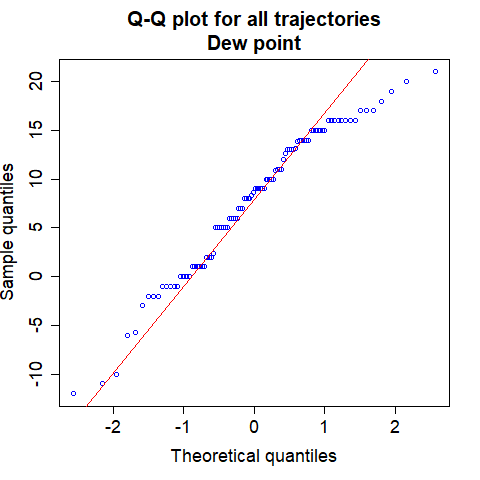 Q-Q plot for all trajectories
Dew point
Sample quantiles
20
15
10
5
0
-5
-10
-2 -1 0 1 2
Theoretical quantiles